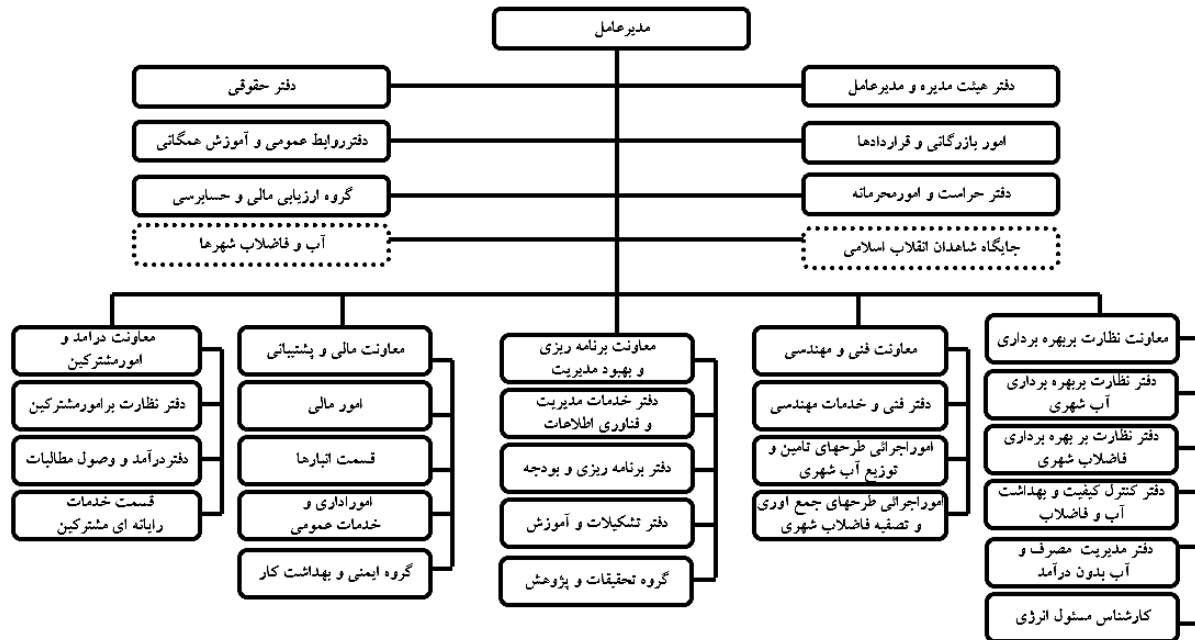 مدیرعامل
دفتر هیئت مدیره و مدیرعامل
دفتر حقوقی
امور بازرگانی و قراردادها
دفترروابط عمومی و آموزش همگانی
دفتر حراست و امورمحرمانه
گروه ارزیابی مالی و حسابرسی
جایگاه شاهدان انقلاب اسلامی
آب و فاضلاب شهرها
معاونت نظارت بربهره برداری
دفتر نظارت بربهره برداری
آب شهری
دفتر نظارت بر بهره برداری
فاضلاب شهری
دفتر کنترل کیفیت و بهداشت
آب و فاضلاب
دفتر مدیریت مصرف و
آب بدون درآمد
کارشناس مسئول انرژی
معاونت فنی و مهندسی
دفتر فنی و خدمات مهندسی
اموراجرائی طرحهای تامین و
توزیع آب شهری
اموراجرائی طرحهای جمع اوری
و تصفیه فاضلاب شهری
معاونت برنامه ریزی
و بهبود مدیریت
دفتر خدمات مدیریت
و فناوری اطلاعات
دفتر برنامه ریزی و بودجه
دفتر تشکیلات و آموزش
گروه تحقیقات و پژوهش
معاونت مالی و پشتیبانی
امور مالی
قسمت انبارها
اموراداری و
خدمات عمومی
گروه ایمنی و بهداشت کار
معاونت درامد و
امورمشترکین
دفتر نظارت برامورمشترکین
دفتردرآمد و وصول مطالبات
قسمت خدمات
رایانه ای مشترکین